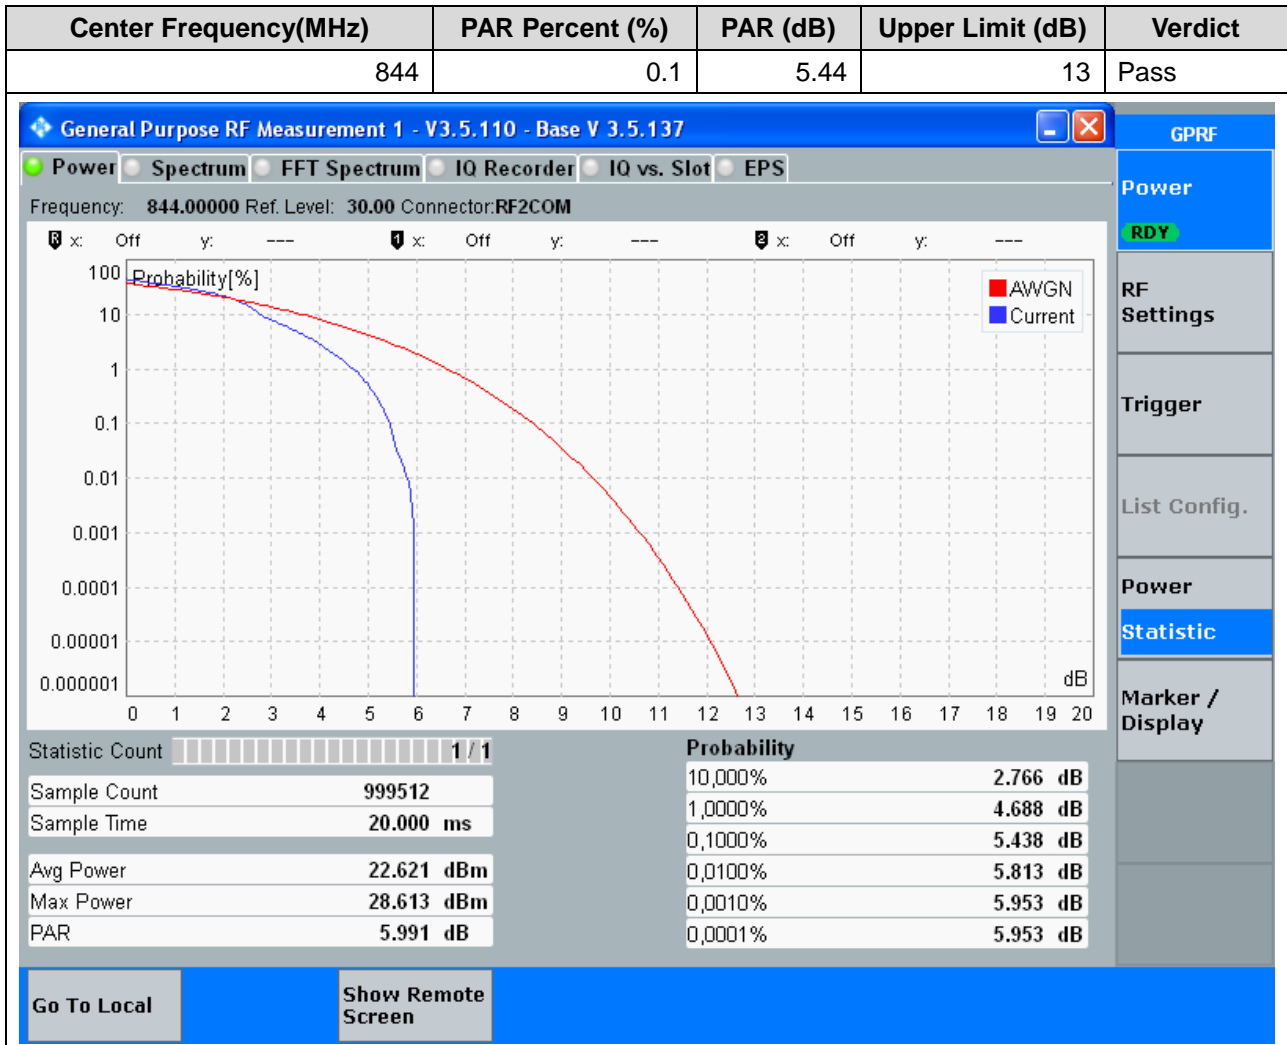 Center Frequency(MHz) PAR Percent (%) PAR (dB) Upper Limit (dB) Verdict
844 0.1 5.44 13 Pass
General Purpose RF Measurement 1 - V3.5.110 - Base V 3.5.137
GPRF
Power Spectrum FFT Spectrum IQ Recorder IQ vs. Slot EPS
Power
RDY
Frequency: 844.00000 Ref. Level: 30.00 Connector:RF2COM
R x: Off y: --- 1 x: Off y: --- 2 x: Off y: ---
Probability[%]
AWGN
Current
100
10
1
0.1
0.01
0.001
0.0001
0.00001
0.000001
dB
0 1 2 3 4 5 6 7 8 9 10 11 12 13 14 15 16 17 18 19 20
RF
Settings
Trigger
List Config.
Power
Statistic
Marker /
Display
Statistic Count 1 / 1
Sample Count 999512
Sample Time 20.000 ms
Avg Power 22.621 dBm
Max Power 28.613 dBm
PAR 5.991 dB
Probability
10,000% 2.766 dB
1,0000% 4.688 dB
0,1000% 5.438 dB
0,0100% 5.813 dB
0,0010% 5.953 dB
0,0001% 5.953 dB
Go To Local
Show Remote
Screen